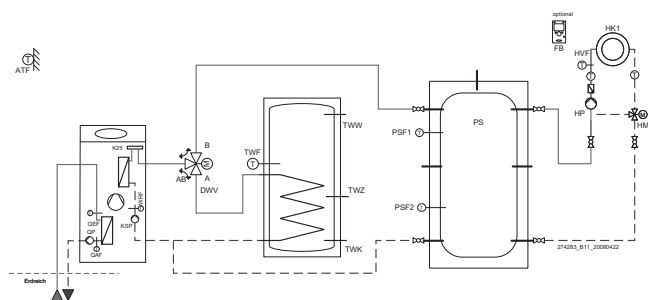 optional
FB
HK1
HVF
T
T
T
HP
M
HM
T
ATF
K25
B
AB
A
M
DWV
TWF
T
TWW
TWZ
TWK
PSF1
T
PS
PSF2
T
WRF
KSP
QEF
QP
QAF
Erdreich
274283_B11_20080422